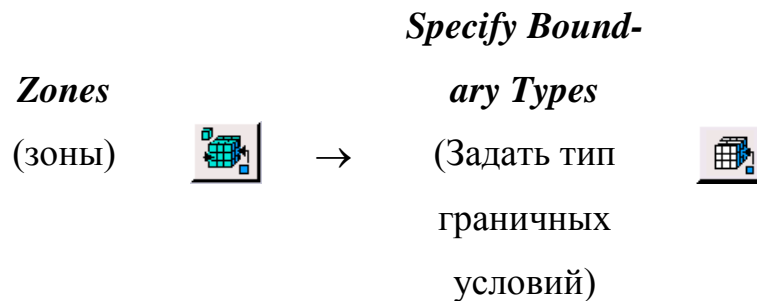 Zones
(зоны)
→
Specify Bound-
ary Types
(Задать тип
граничных
условий)